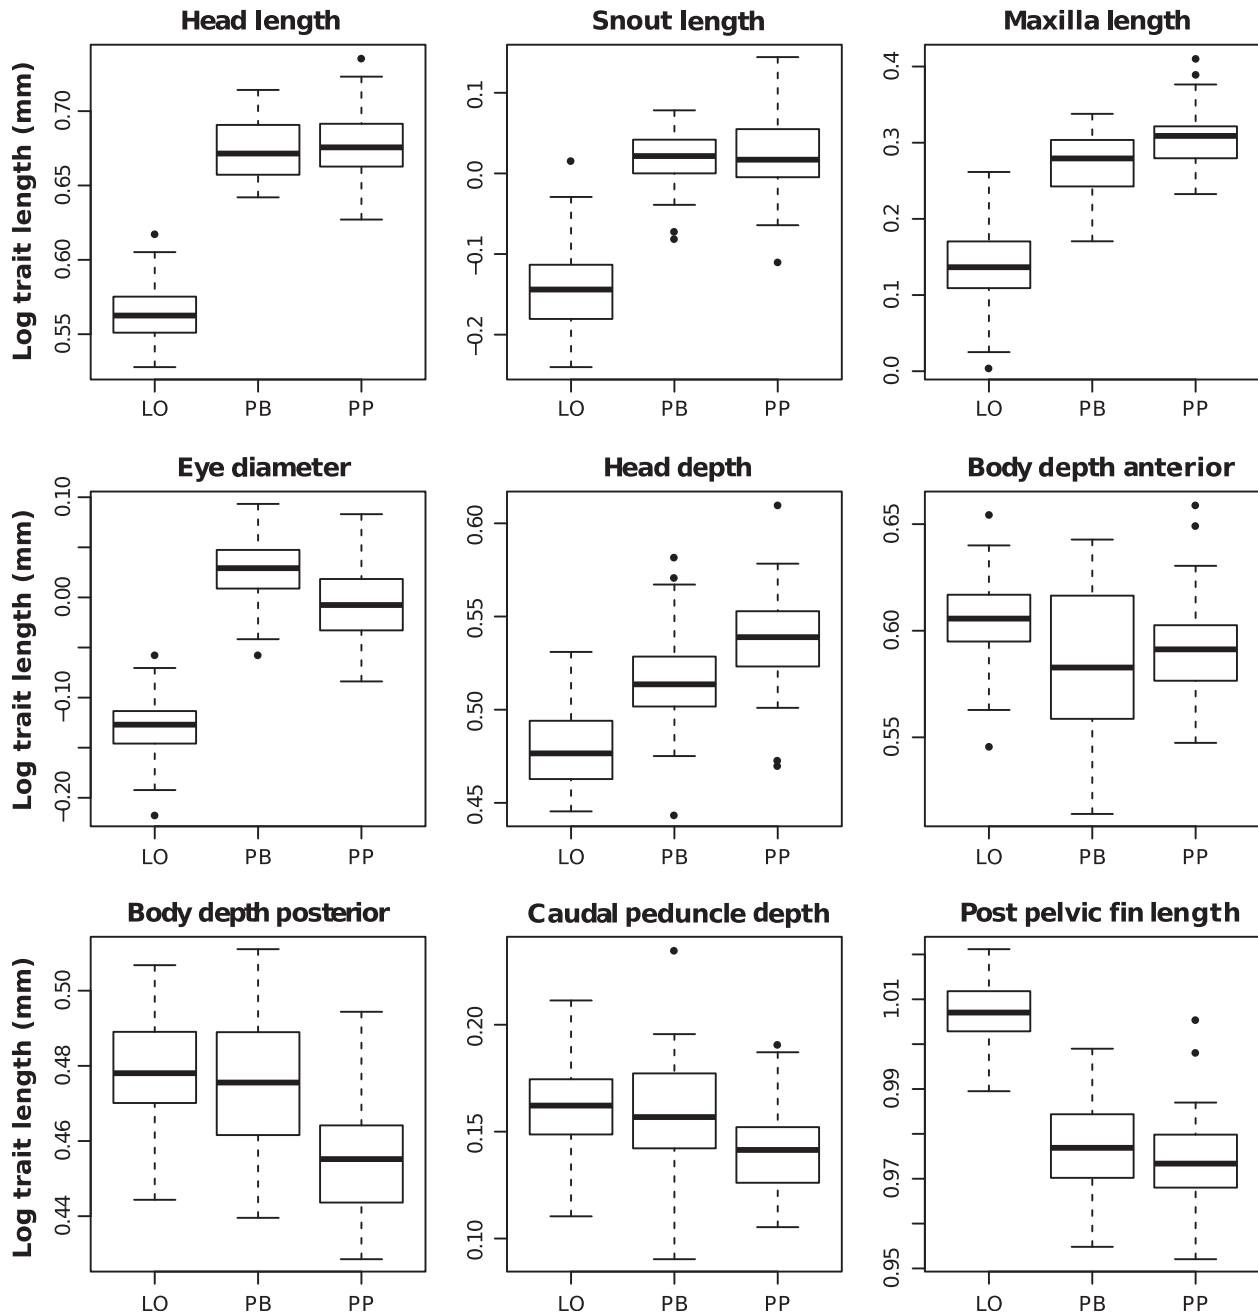 Head length
Snout length
Maxilla length
Log trait length (mm)
0.70
0.65
0.60
0.55
0.1
0.0
−0.1
−0.2
0.4
0.3
0.2
0.1
0.0
LO PB PP
LO PB PP
LO PB PP
Eye diameter
Head depth
Body depth anterior
Log trait length (mm)
0.10
0.00
−0.10
−0.20
0.60
0.55
0.50
0.45
0.65
0.60
0.55
LO PB PP
LO PB PP
LO PB PP
Body depth posterior
Caudal peduncle depth
Post pelvic fin length
Log trait length (mm)
0.50
0.48
0.46
0.44
0.20
0.15
0.10
1.01
0.99
0.97
0.95
LO PB PP
LO PB PP
LO PB PP